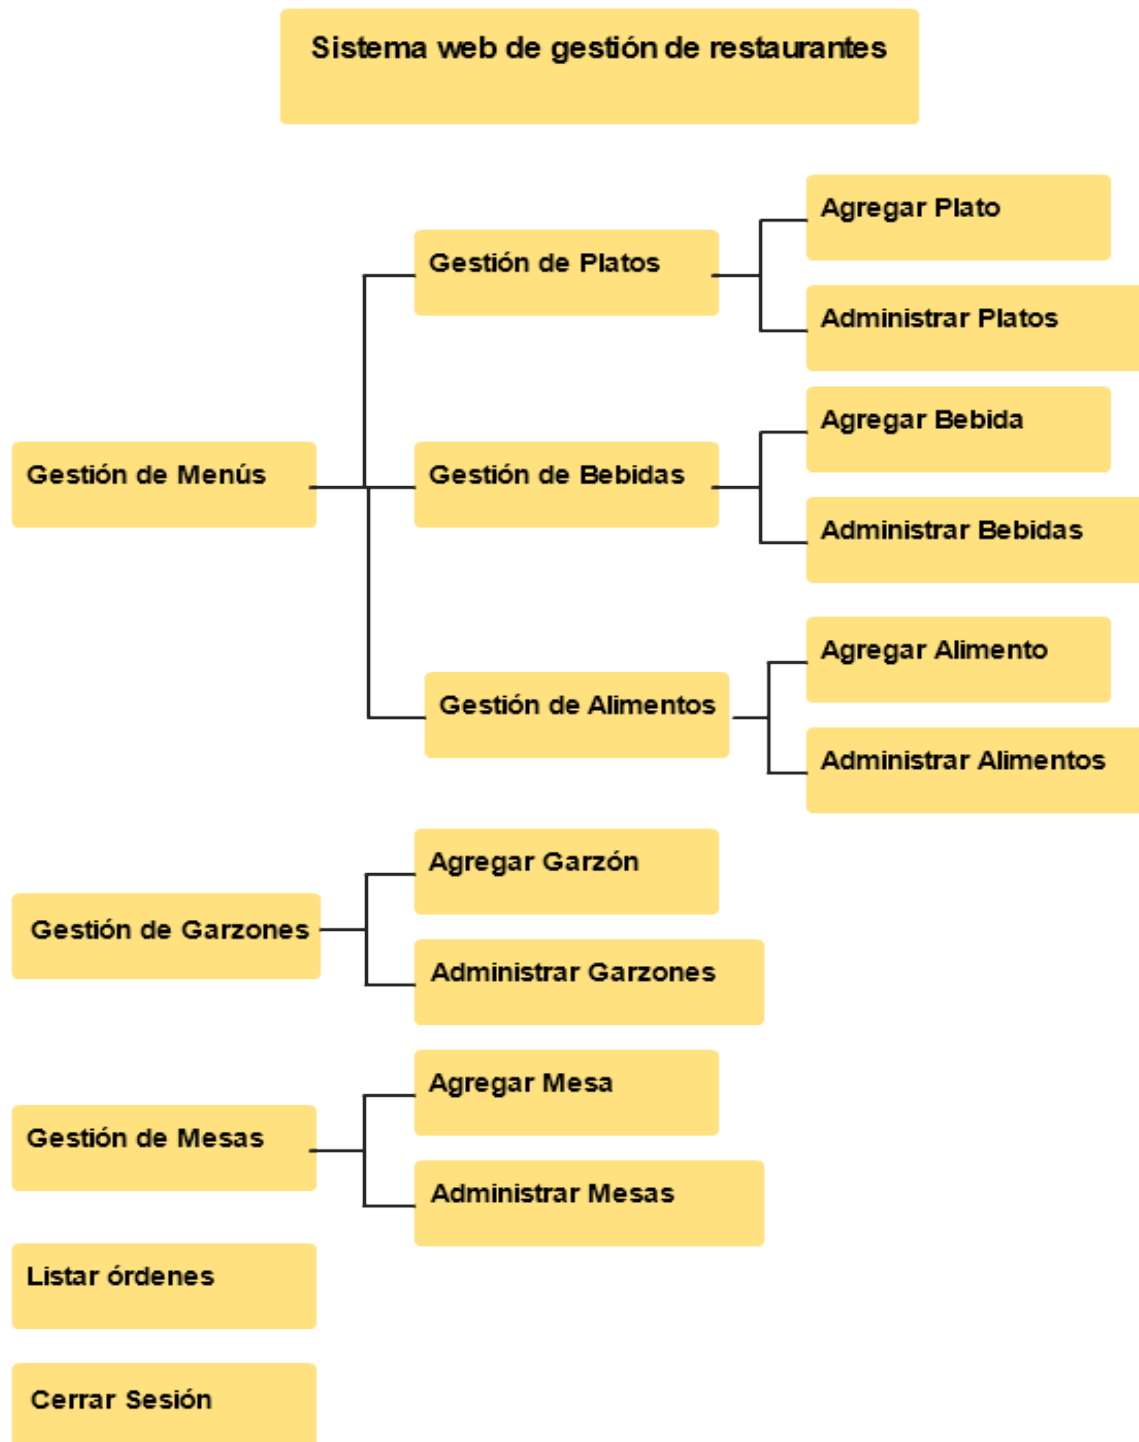 Sistema web de gestión de restaurantes
Agregar Plato
Gestión de Platos
Administrar Platos
Agregar Bebida
Gestión de Menús
Gestión de Bebidas
Administrar Bebidas
Agregar Alimento
Gestión de Alimentos
Administrar Alimentos
Agregar Garzón
Gestión de Garzones
Administrar Garzones
Agregar Mesa
Gestión de Mesas
Administrar Mesas
Listar órdenes
Cerrar Sesión